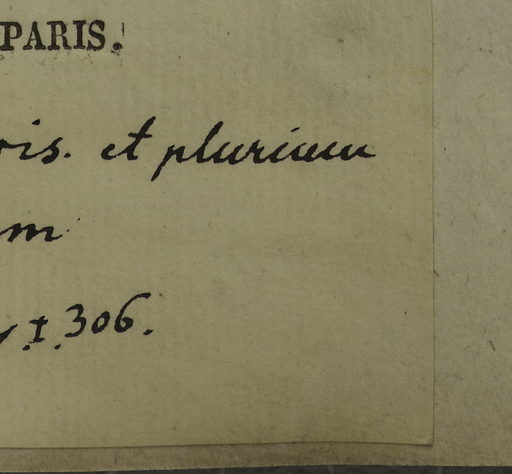 PARIS.
ris. et plurium
m
I. 306.